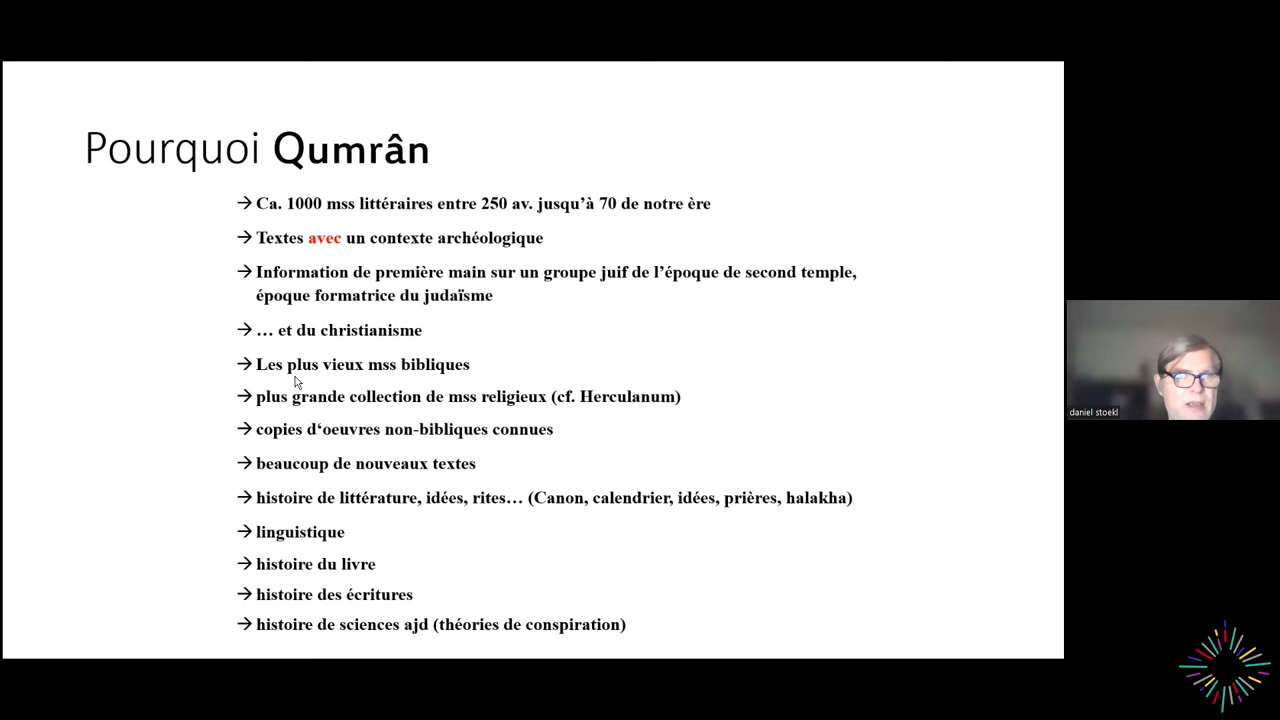 Pourquoi Qumrân
→ Ca. 1000 mss littéraires entre 250 av. jusqu’à 70 de notre ère
→ Textes avec un contexte archéologique
→ Information de première main sur un groupe juif de l’époque de second temple,
époque formatrice du judaïsme
→ … et du christianisme
→ Les plus vieux mss bibliques
→ plus grande collection de mss religieux (cf. Herculanum)
→ copies d‘oeuvres non-bibliques connues
→ beaucoup de nouveaux textes
→ histoire de littérature, idées, rites… (Canon, calendrier, idées, prières, halakha)
→ linguistique
→ histoire du livre
→ histoire des écritures
→ histoire de sciences ajd (théories de conspiration)
daniel stoekl